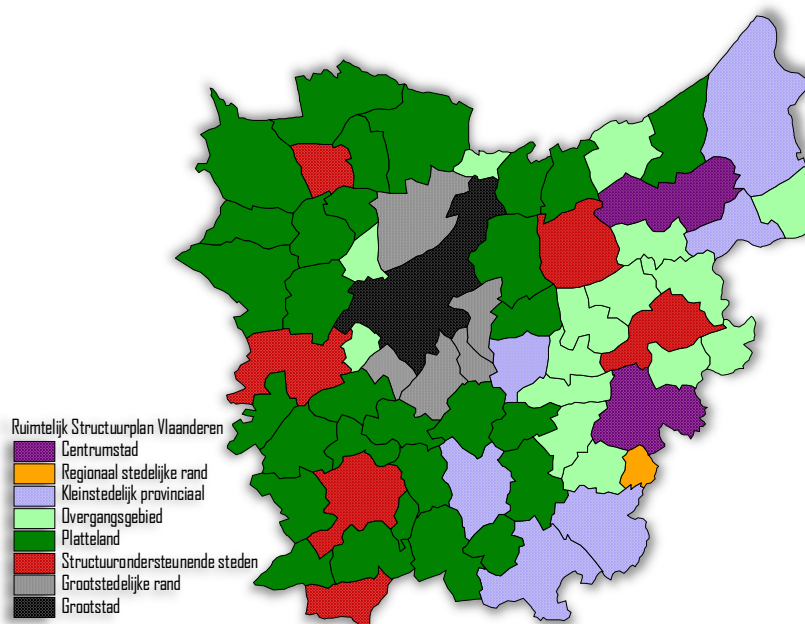 Ruimtelijk Structuurplan Vlaanderen
Centrumstad
Regionaal stedelijke rand
Kleinstedelijk provinciaal
Overgangsgebied
Platteland
Structuurondersteunende steden
Grootstedelijke rand
Grootstad